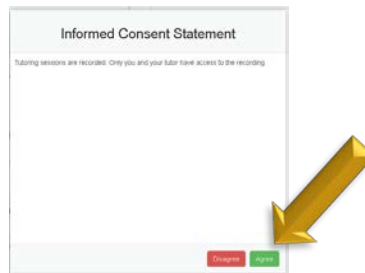 Informed Consent Statement
Tutoring sessions are recorded. Only you and your tutor have access to the recording.
Disagree Agree